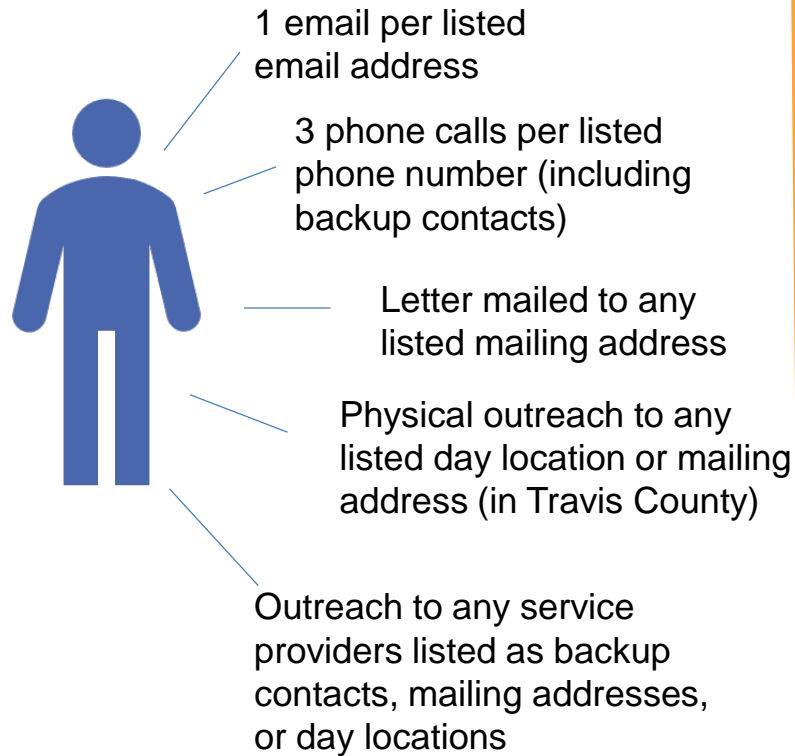 1 email per listed
email address
3 phone calls per listed
phone number (including
backup contacts)
Letter mailed to any
listed mailing address
Physical outreach to any
listed day location or mailing
address (in Travis County)
Outreach to any service
providers listed as backup
contacts, mailing addresses,
or day locations